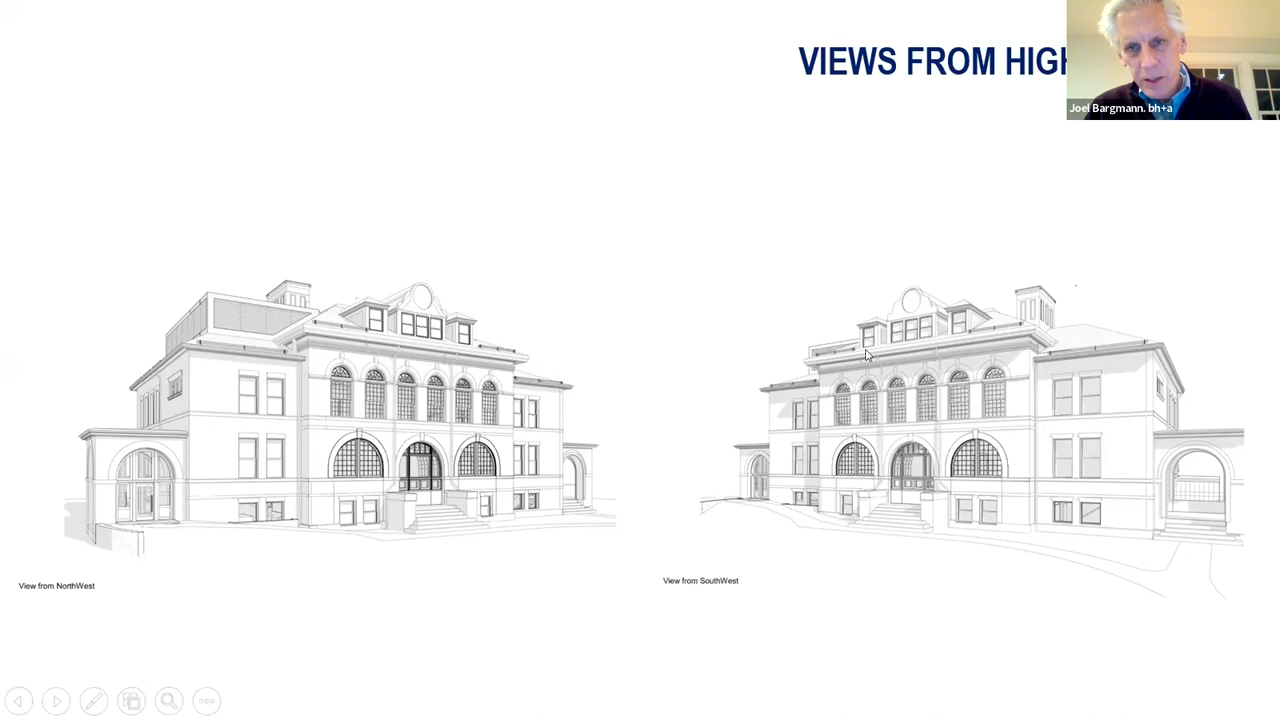 VIEWS FROM HIGH
Joel Bargmann. bh+a
View from NorthWest
View from SouthWest